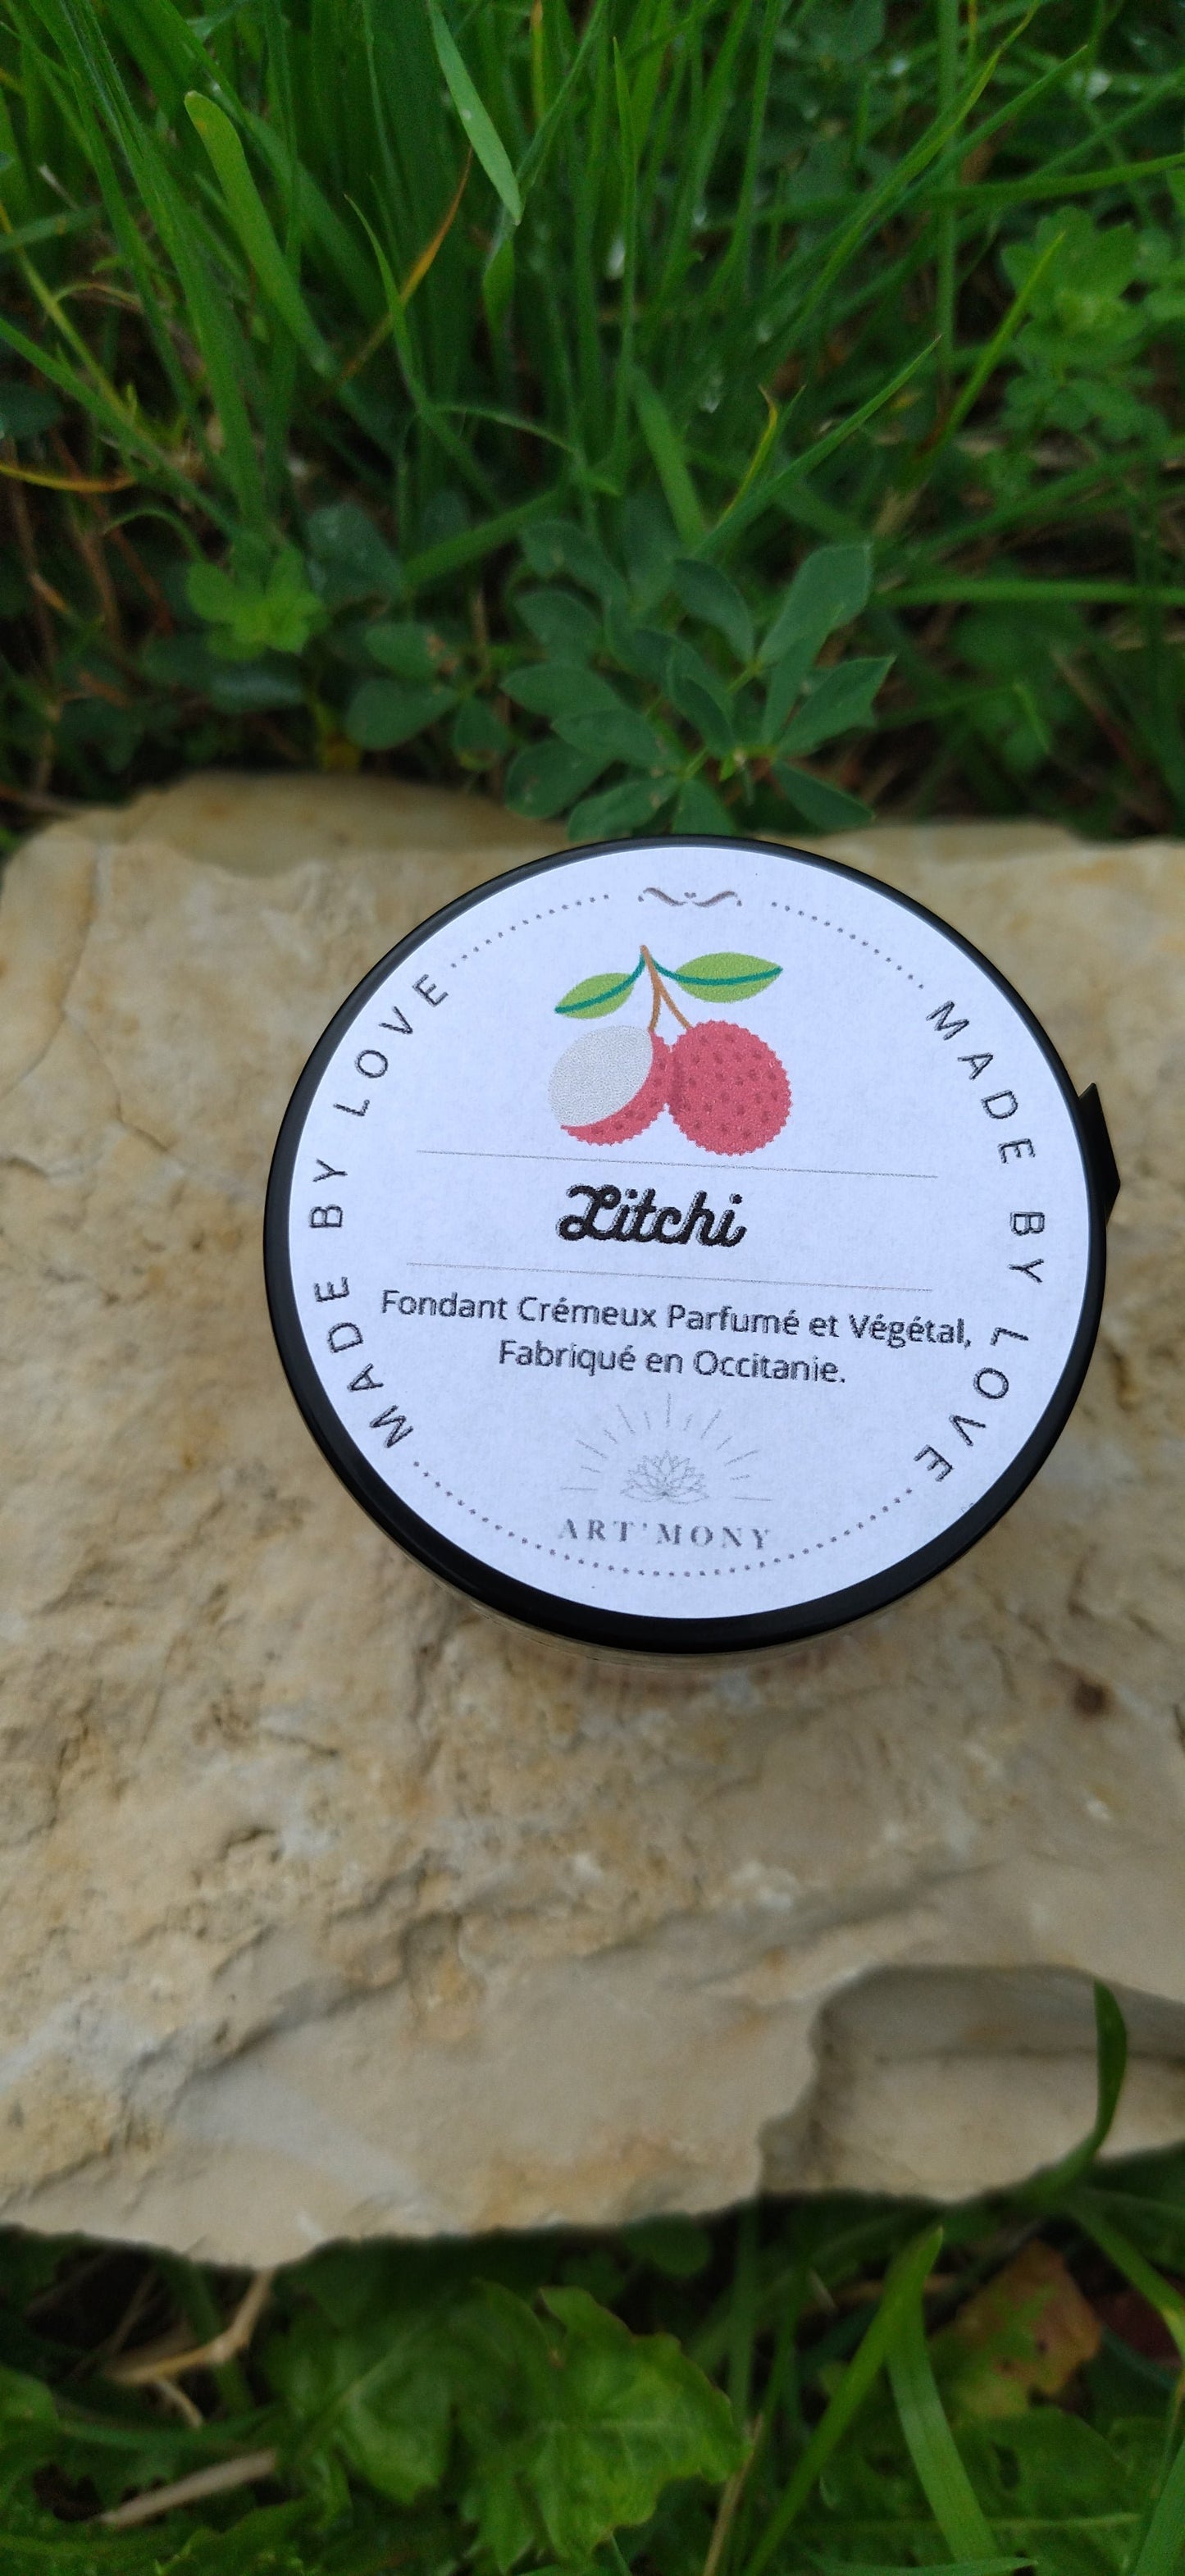 MADE BY LOVE
MADE BY LOVE
Litchi
Fondant Crémeux Parfumé et Végétal,
Fabriqué en Occitanie.
ART'MONY